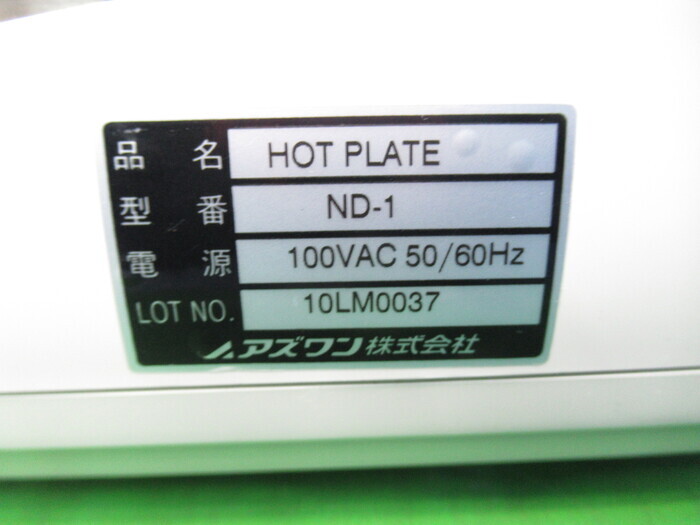 品名 HOT PLATE
型番 ND-1
電源 100VAC 50/60Hz
LOT NO. 10LM0037
アズワン株式会社